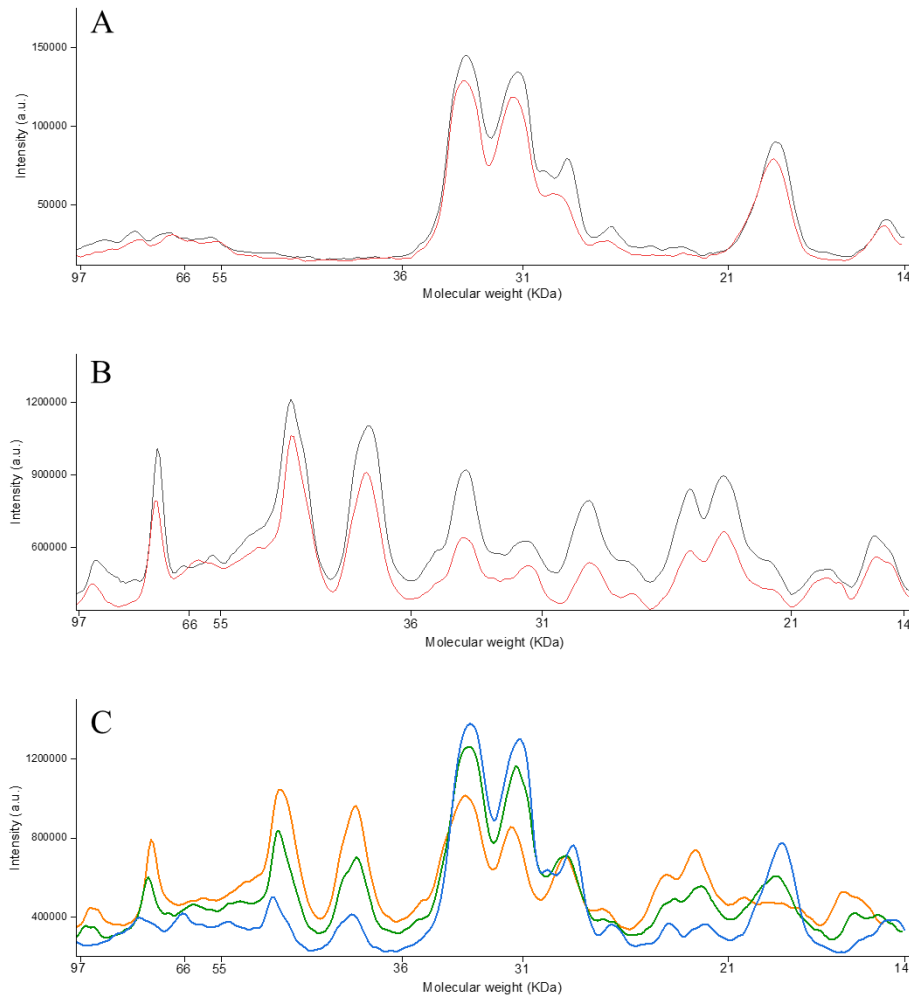 A
Intensity (a.u.)
150000
100000
50000
97 66 55 36 31 21 14
Molecular weight (KDa)
B
Intensity (a.u.)
1200000
900000
600000
97 66 55 36 31 21 14
Molecular weight (KDa)
C
Intensity (a.u.)
1200000
800000
400000
97 66 55 36 31 21 14
Molecular weight (KDa)